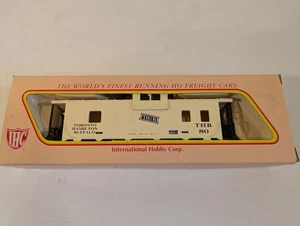 THE WORLD'S FINEST RUNNING HO FREIGHT CARS
TORONTO
HAMILTON
BUFFALO
THB
80
IHC
International Hobby Corp.